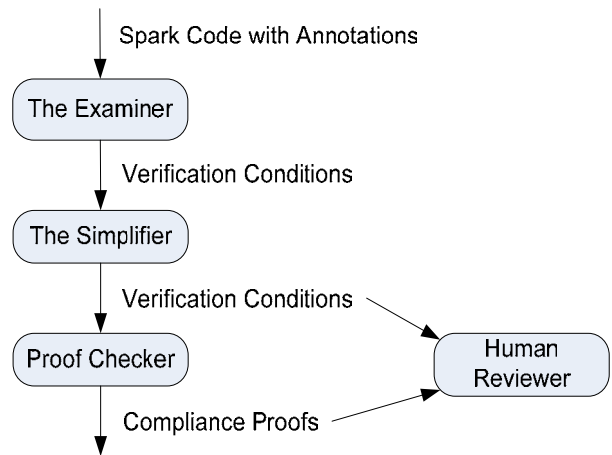 Spark Code with Annotations
The Examiner
Verification Conditions
The Simplifier
Verification Conditions
Proof Checker
Human
Reviewer
Compliance Proofs